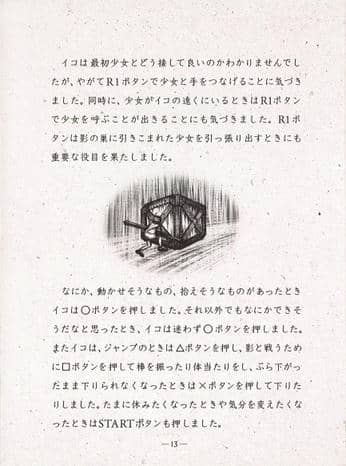 イコは最初少女とどう接して良いのかわかりませんでし
たが、やがてR1ボタンで少女と手をつなげることに気づき
ました。同時に、少女がイコの遠くにいるときはR1ボタン
で少女を呼ぶことが出きることにも気づきました。R1ボ
タンは影の巣に引きこまれた少女を引っ張り出すときにも
重要な役目を果たしました。
なにか、動かせそうなもの、拾えそうなものがあったとき
イコは○ボタンを押しました。それ以外でもなにかできそ
うだなと思ったとき、イコは迷わず○ボタンを押しました。
またイコは、ジャンプのときは△ボタンを押し、影と戦うため
に□ボタンを押して棒を振ったり体当たりをし、ぶら下がっ
たまま下りられなくなったときは×ボタンを押して下りた
りしました。たまに休みたくなったときや気分を変えたくな
ったときはSTARTボタンも押しました。
—13—